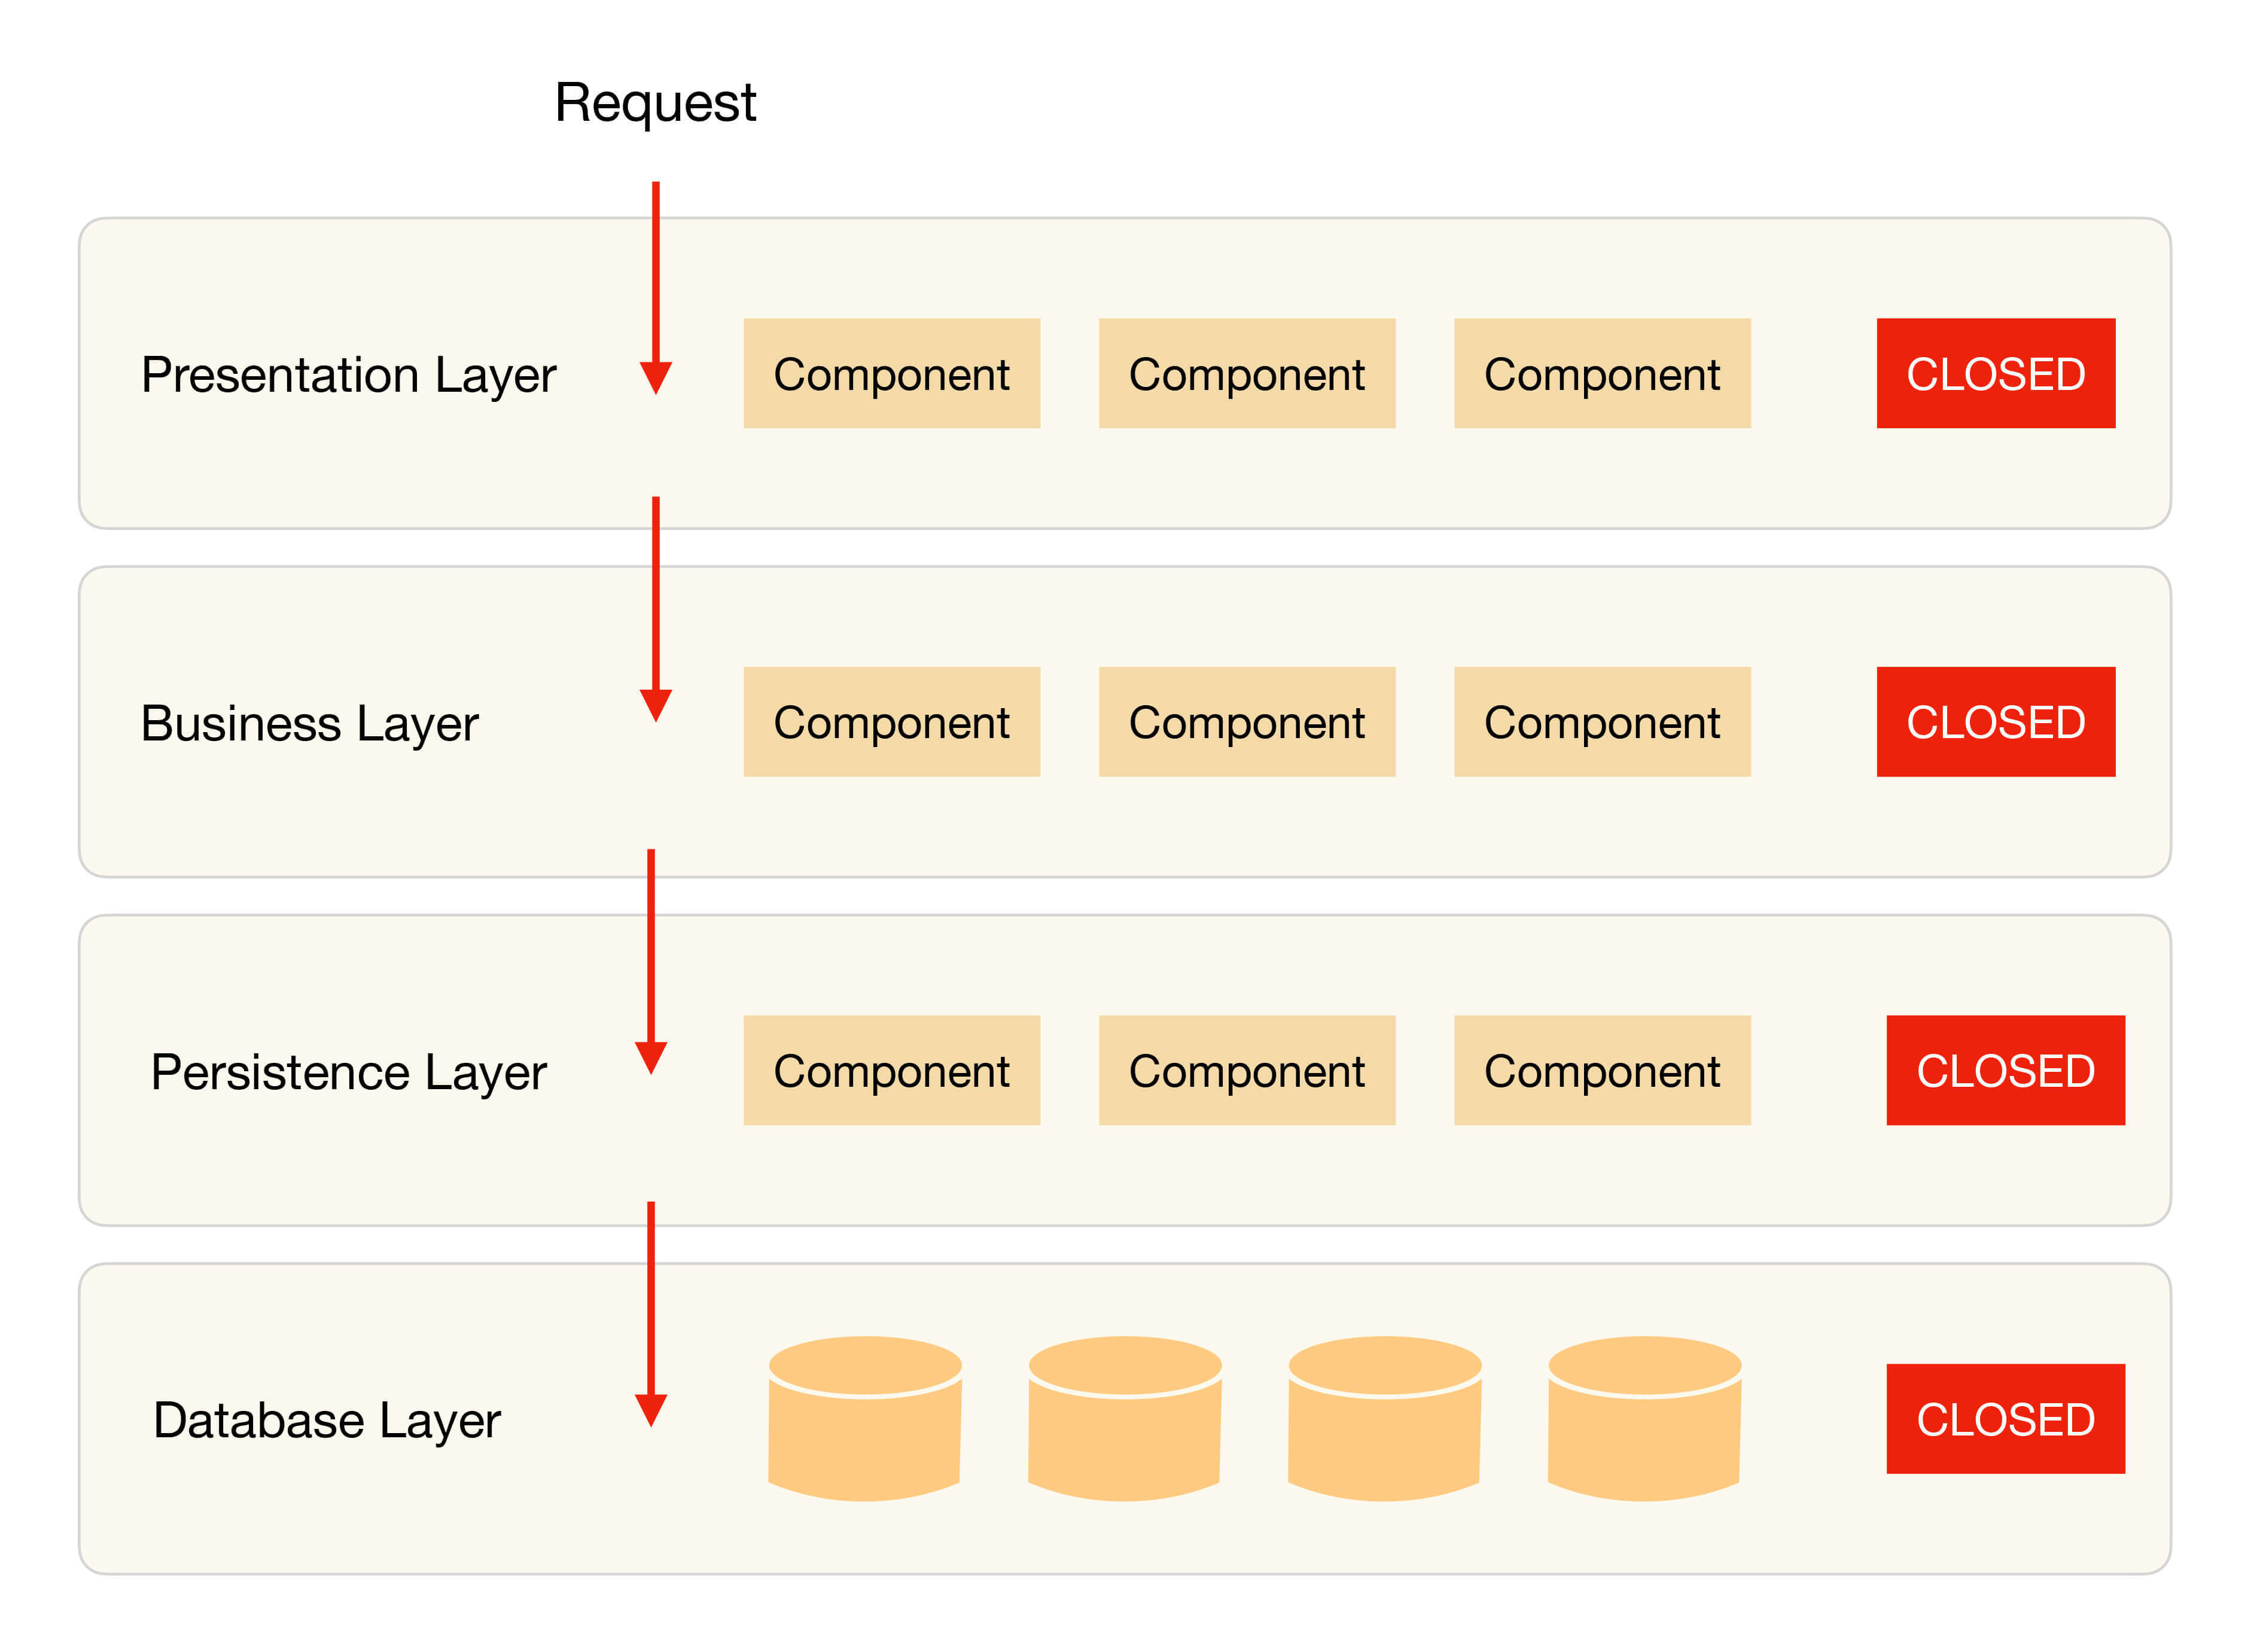 Request
Presentation Layer Component Component Component CLOSED
Business Layer Component Component Component CLOSED
Persistence Layer Component Component Component CLOSED
Database Layer CLOSED